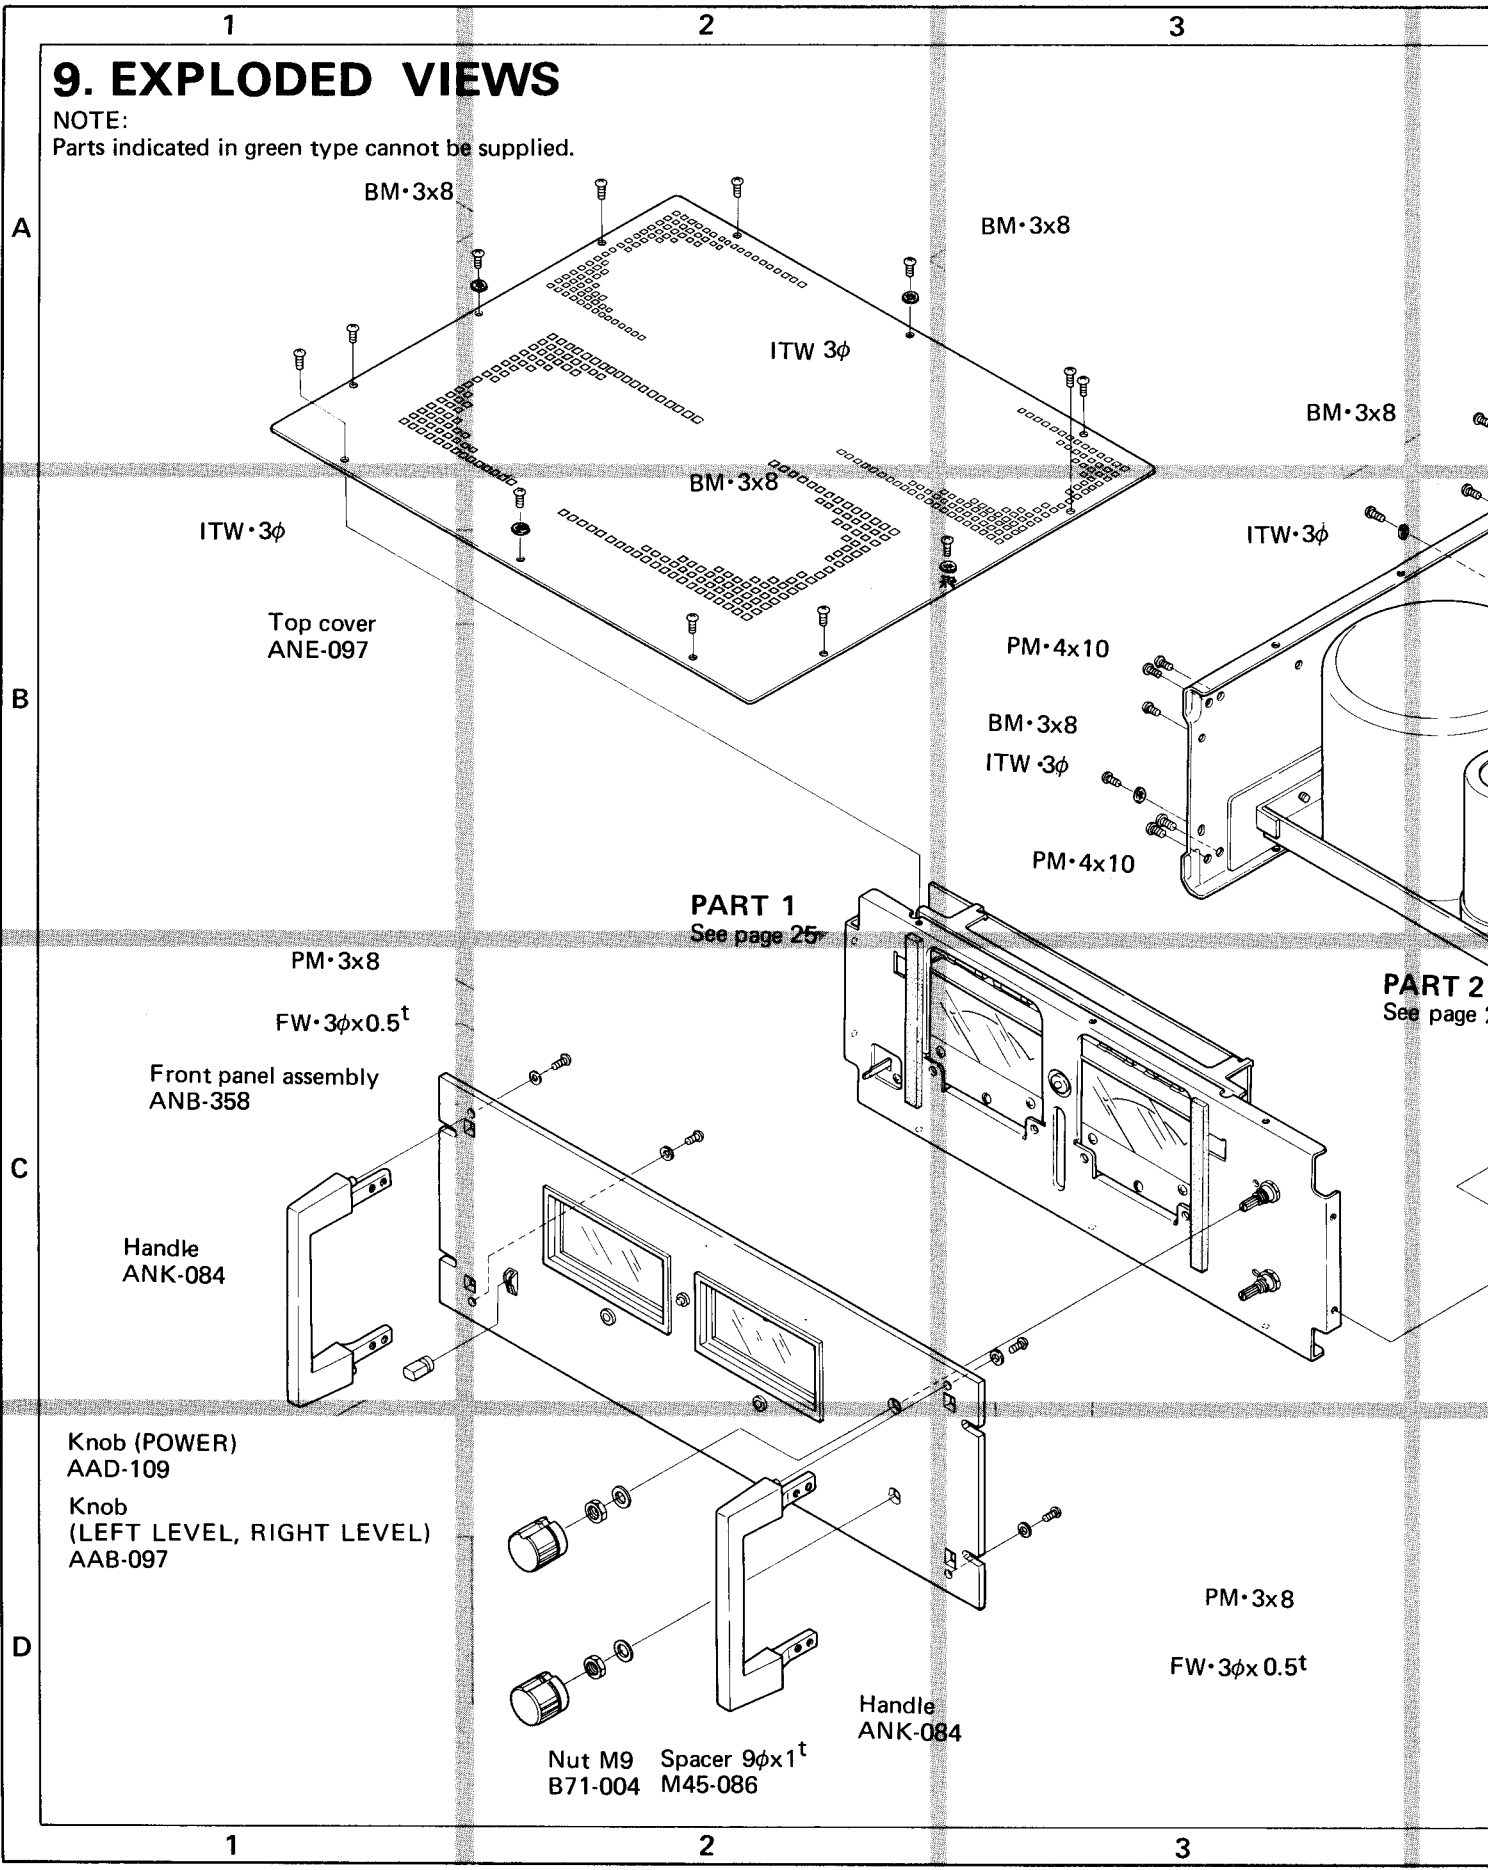 1 2 3
9. EXPLODED VIEWS
NOTE:
Parts indicated in green type cannot be supplied.
BM·3x8
A
BM·3x8
ITW 3φ
BM·3x8
BM·3x8
ITW·3φ
ITW·3φ
Top cover
ANE-097
PM·4x10
B
BM·3x8
ITW·3φ
PM·4x10
PART 1
See page 25
PM·3x8
PART 2
See page
FW·3φx0.5t
Front panel assembly
ANB-358
C
Handle
ANK-084
Knob (POWER)
AAD-109
Knob
(LEFT LEVEL, RIGHT LEVEL)
AAB-097
PM·3x8
D
FW·3φx0.5t
Handle
ANK-084
Nut M9
B71-004
Spacer 9φx1t
M45-086
1 2 3